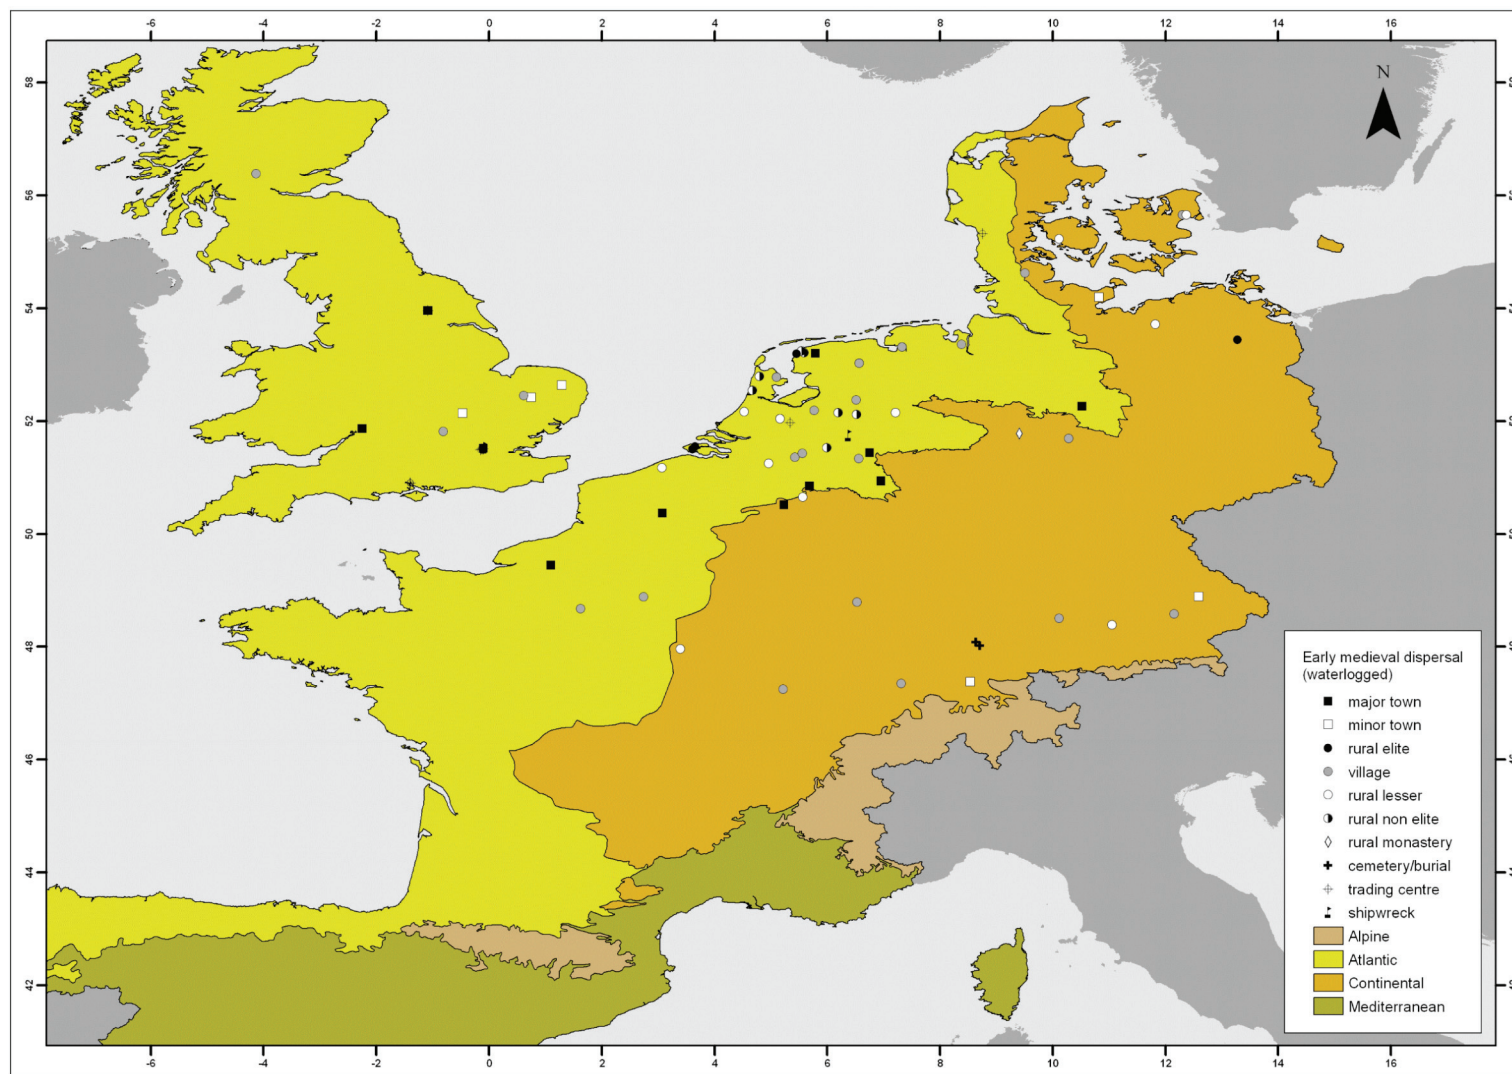 -6 -4 -2 0 2 4 6 8 10 12 14 16
N
58
56
54
52
50
48
46
44
42
Early medieval dispersal
(waterlogged)
major town
minor town
rural elite
village
rural lesser
rural non elite
rural monastery
cemetery/burial
trading centre
shipwreck
Alpine
Atlantic
Continental
Mediterranean
-6 -4 -2 0 2 4 6 8 10 12 14 16